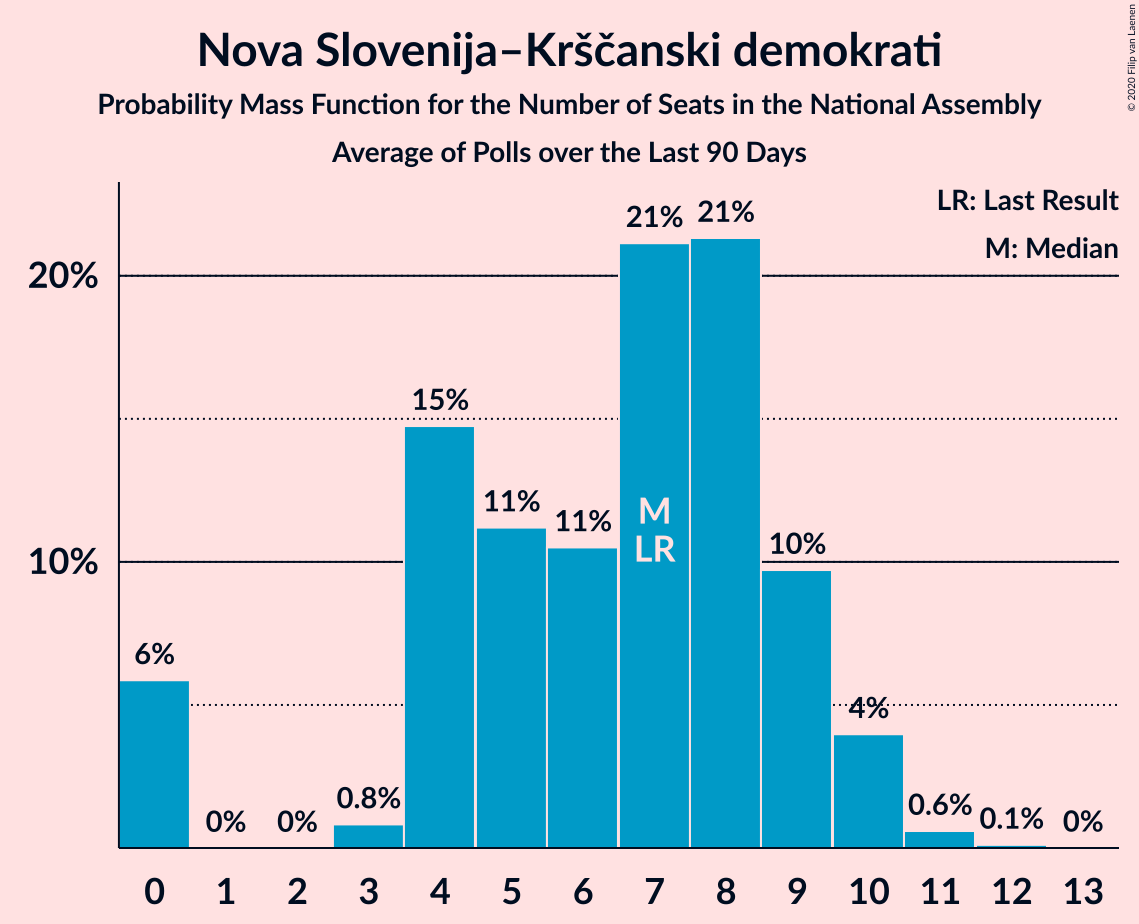 Nova Slovenija–Krščanski demokrati
Probability Mass Function for the Number of Seats in the National Assembly
Average of Polls over the Last 90 Days
© 2020 Filip van Laenen
LR: Last Result
M: Median
20%
10%
6%
0%
0%
0.8%
15%
11%
11%
21%
21%
10%
4%
0.6%
0.1%
0%
M
LR
0 1 2 3 4 5 6 7 8 9 10 11 12 13